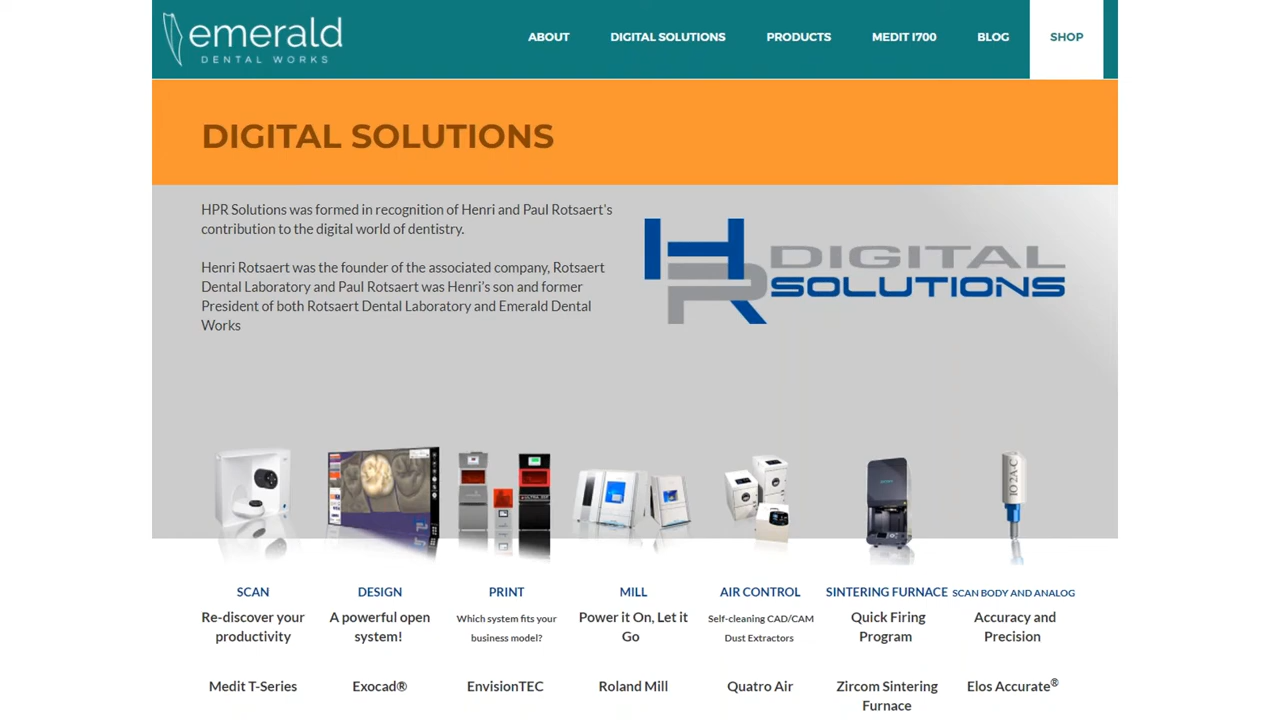 emerald
DENTAL WORKS
ABOUT
DIGITAL SOLUTIONS
PRODUCTS
MEDIT I700
BLOG
SHOP
DIGITAL SOLUTIONS
HPR Solutions was formed in recognition of Henri and Paul Rotsaert's
contribution to the digital world of dentistry.
Henri Rotsaert was the founder of the associated company, Rotsaert
Dental Laboratory and Paul Rotsaert was Henri's son and former
President of both Rotsaert Dental Laboratory and Emerald Dental
Works
HR DIGITAL
SOLUTIONS
IO 2A-C
SCAN
Re-discover your
productivity
Medit T-Series
DESIGN
A powerful open
system!
Exocad®
PRINT
Which system fits your
business model?
EnvisionTEC
MILL
Power it On, Let it
Go
Roland Mill
AIR CONTROL
Self-cleaning CAD/CAM
Dust Extractors
Quatro Air
SINTERING FURNACE
Quick Firing
Program
Zircom Sintering
Furnace
SCAN BODY AND ANALOG
Accuracy and
Precision
Elos Accurate®